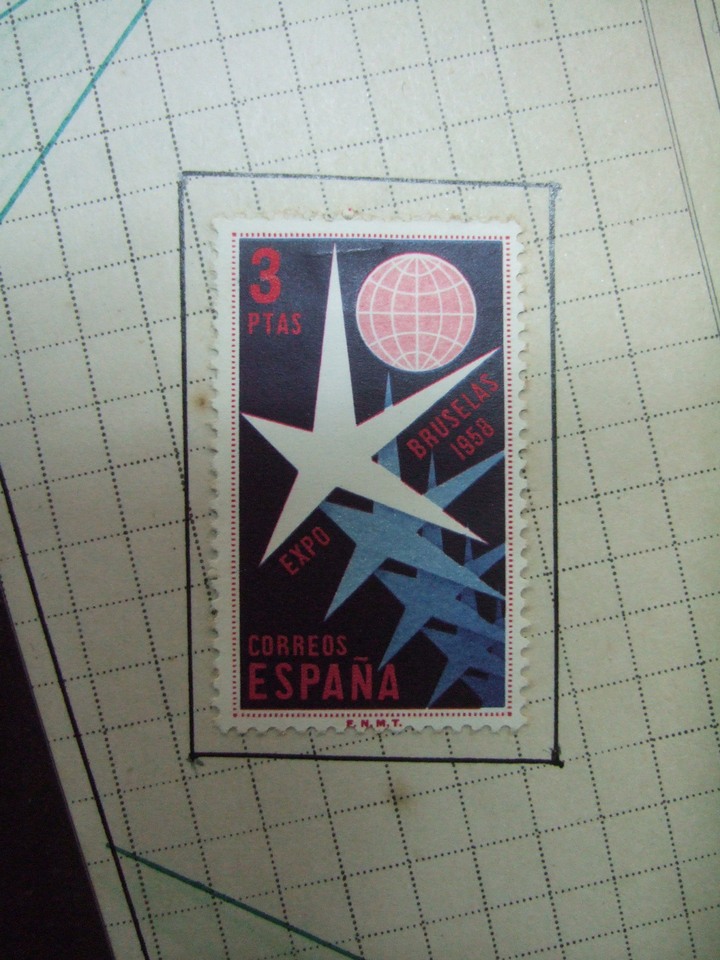 3
PTAS
BRUSELAS
1958
EXPO
CORREOS
ESPAÑA
F.N.M.T.